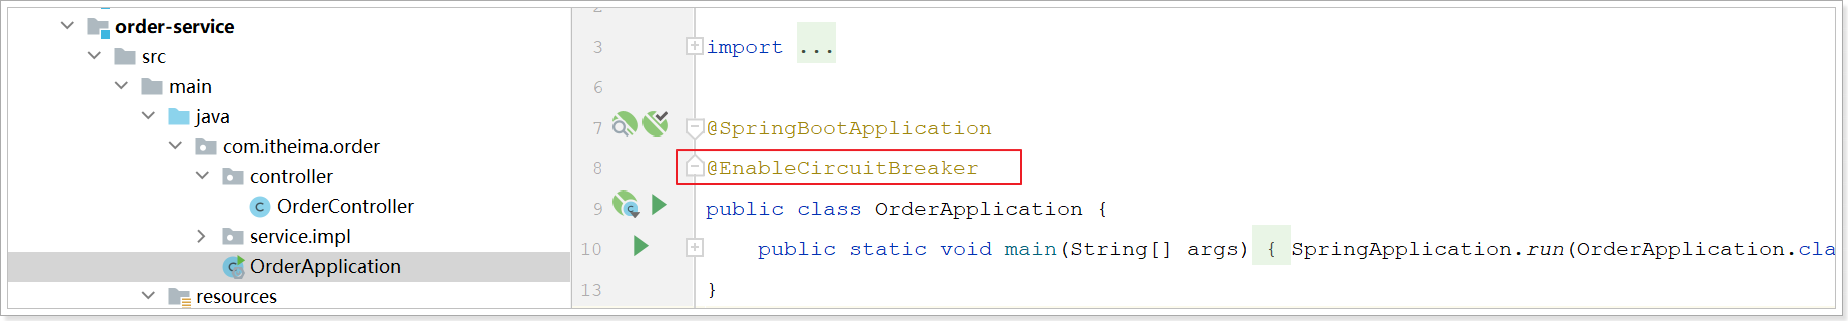 order-service
src
main
java
com.itheima.order
controller
OrderController
service.impl
OrderApplication
resources
2
3 import ...
6
7 @SpringBootApplication
8 @EnableCircuitBreaker
9 public class OrderApplication {
10 public static void main(String[] args) { SpringApplication.run(OrderApplication.cla
13 }